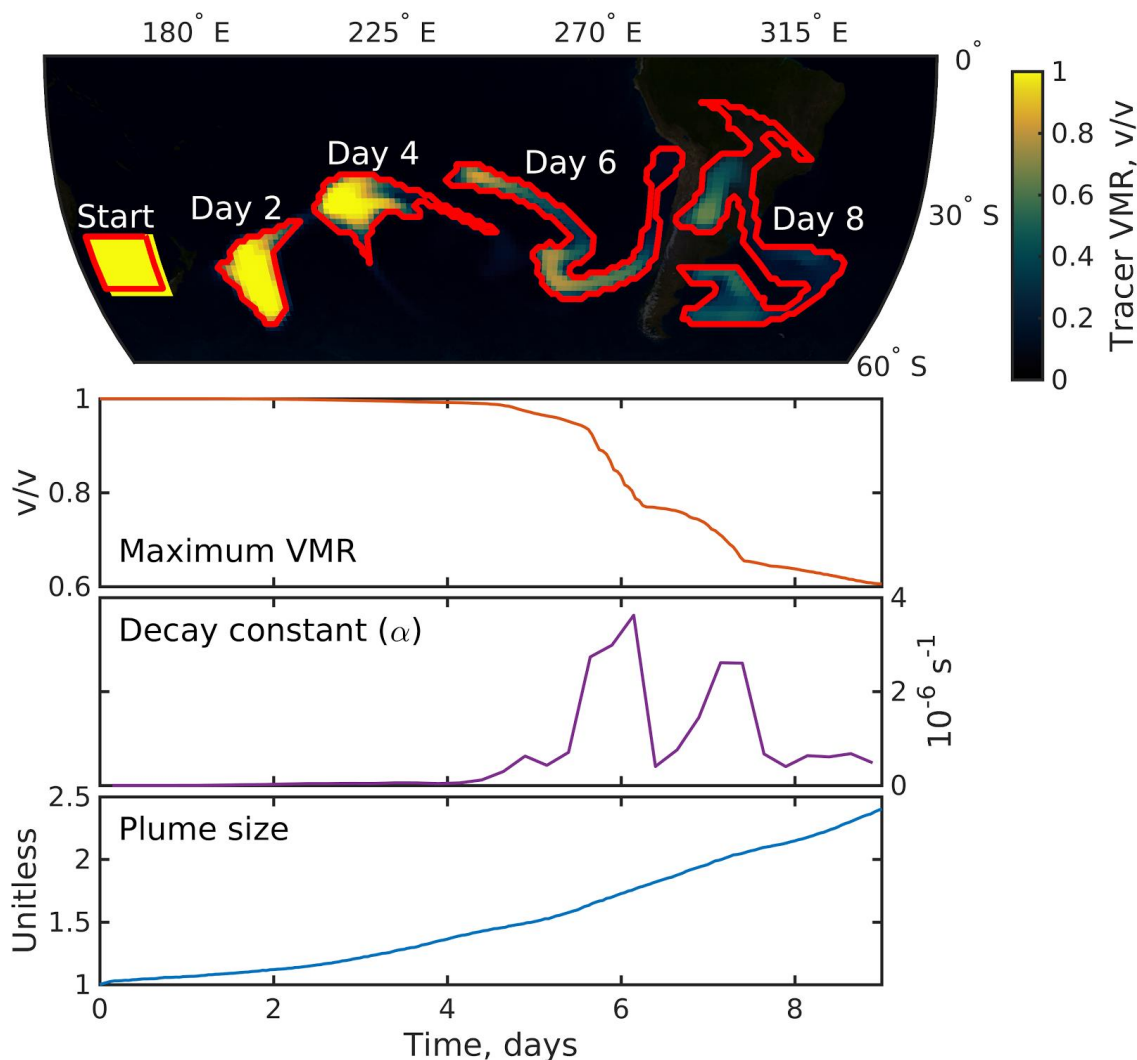 180° E 225° E 270° E 315° E
0°
30° S
60° S
Start
Day 2
Day 4
Day 6
Day 8
1
0.8
0.6
0.4
0.2
0
Tracer VMR, v/v
1
0.8
0.6
v/v
Maximum VMR
Decay constant (α)
4
2
0
10⁻⁶ s⁻¹
2.5
2
1.5
1
Unitless
Plume size
0 2 4 6 8
Time, days